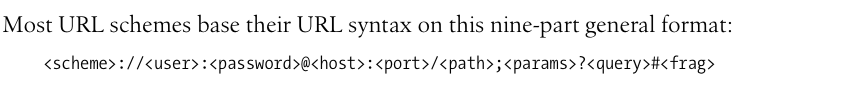 Most URL schemes base their URL syntax on this nine-part general format:
<scheme>://<user>:<password>@<host>:<port>/<path>;<params>?<query>#<frag>